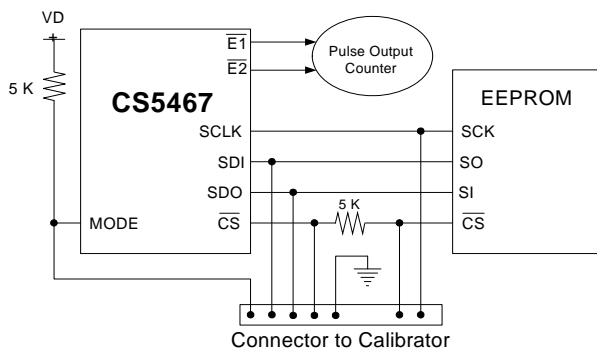 VD
+
5 K
CS5467
E1
E2
Pulse Output
Counter
EEPROM
SCLK
SCK
SDI
SO
SDO
SI
5 K
MODE
CS
CS
Connector to Calibrator